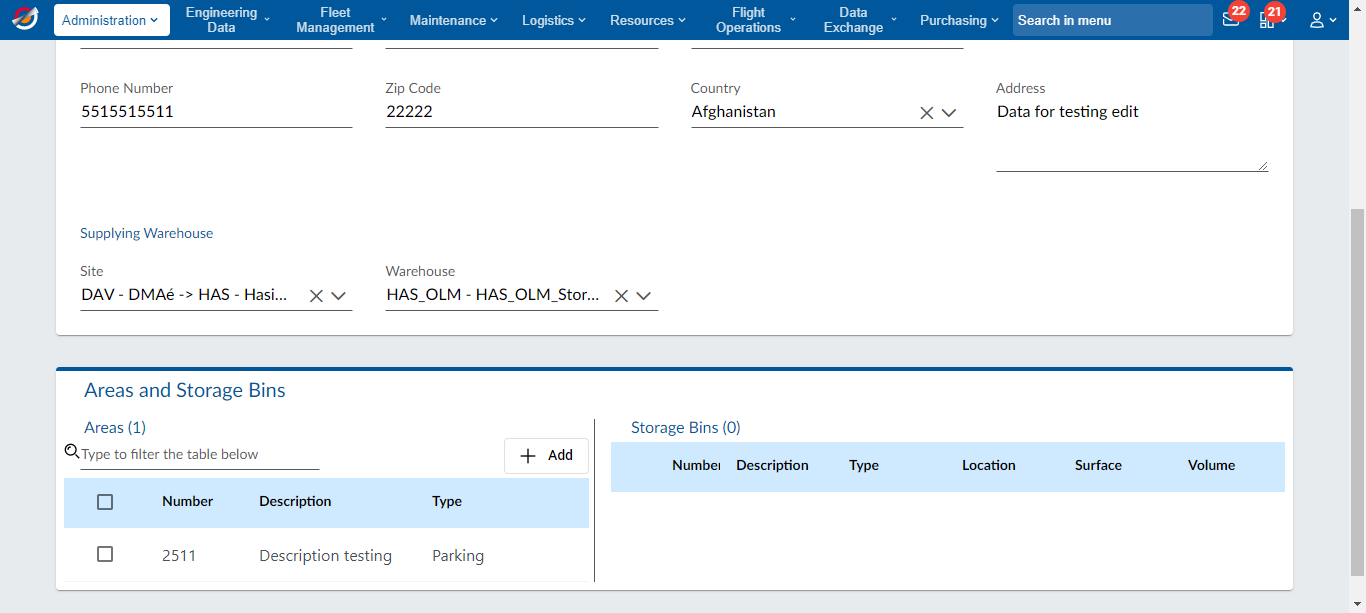 Administration
Engineering Data
Fleet Management
Maintenance
Logistics
Resources
Flight Operations
Data Exchange
Purchasing
Search in menu
22
21
Phone Number
5515515511
Zip Code
22222
Country
Afghanistan
Address
Data for testing edit
Supplying Warehouse
Site
DAV - DMAé -> HAS - Hasi...
Warehouse
HAS_OLM - HAS_OLM_Stor...
Areas and Storage Bins
Areas (1)
Type to filter the table below
Add
Number Description Type
2511 Description testing Parking
Storage Bins (0)
Number Description Type Location Surface Volume